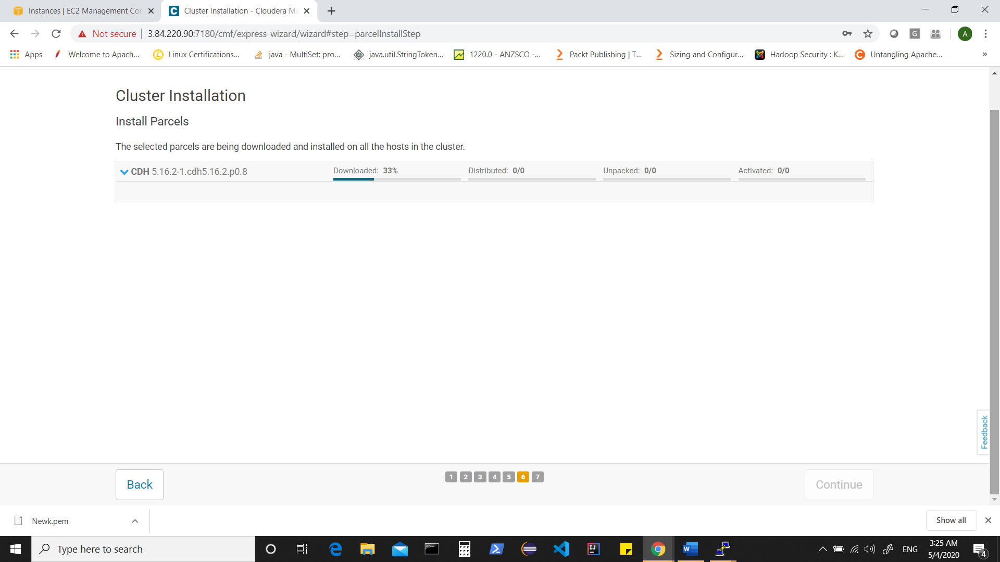 Instances | EC2 Management Con
Cluster Installation - Cloudera Ma
Not secure
3.84.220.90:7180/cmf/express-wizard/wizard#step=parcelInstallStep
G
A
Apps
Welcome to Apach...
Linux Certifications...
java - MultiSet: pro...
java.util.StringToken...
1220.0 - ANZSCO -...
Packt Publishing | T...
Sizing and Configur...
Hadoop Security : K...
Untangling Apache...
»
Cluster Installation
Install Parcels
The selected parcels are being downloaded and installed on all the hosts in the cluster.
CDH 5.16.2-1.cdh5.16.2.p0.8
Downloaded: 33%
Distributed: 0/0
Unpacked: 0/0
Activated: 0/0
Feedback
Back
1 2 3 4 5 6 7
Continue
Newk.pem
Show all
Type here to search
ENG
3:25 AM
5/4/2020
4